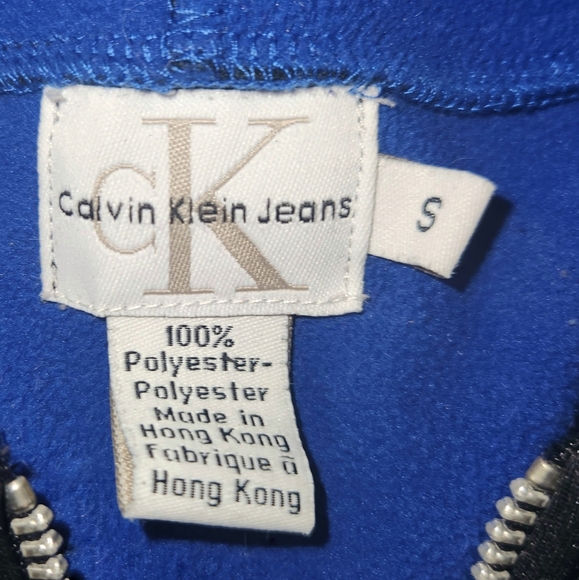 CK
Calvin Klein Jeans
S
100%
Polyester-
Polyester
Made in
Hong Kong
Fabrique ã
Hong Kong